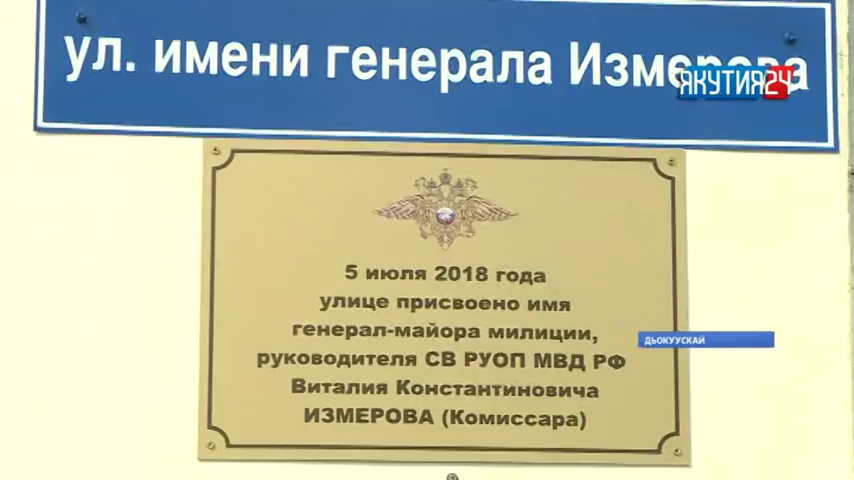 ул. имени генерала Измерова
ЯКУТИЯ24
5 июля 2018 года
улице присвоено имя
генерал-майора милиции,
руководителя СВ РУОП МВД РФ
Виталия Константиновича
ИЗМЕРОВА (Комиссара)
ДЬОКУУСКАЙ